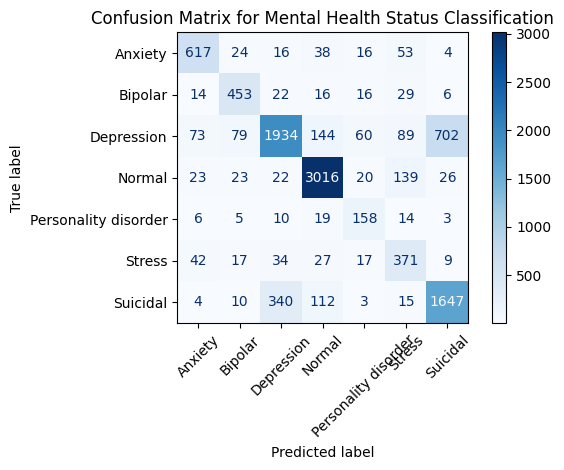 Confusion Matrix for Mental Health Status Classification
True label
Anxiety 617 24 16 38 16 53 4
Bipolar 14 453 22 16 16 29 6
Depression 73 79 1934 144 60 89 702
Normal 23 23 22 3016 20 139 26
Personality disorder 6 5 10 19 158 14 3
Stress 42 17 34 27 17 371 9
Suicidal 4 10 340 112 3 15 1647
Anxiety Bipolar Depression Normal Personality disorder Stress Suicidal
Predicted label
3000
2500
2000
1500
1000
500